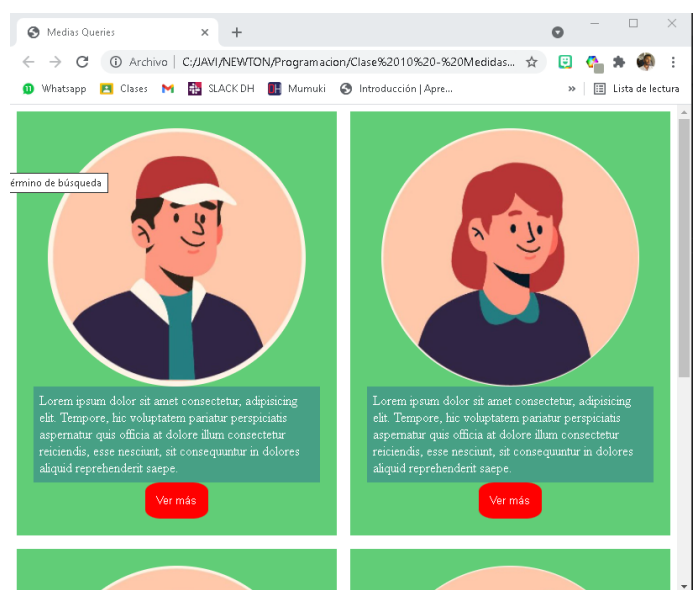 Medias Queries
Archivo | C:/JAVI/NEWTON/Programacion/Clase%2010%20-%20Medidas...
11 Whatsapp Clases SLACK DH DH Mumuki Introducción | Apre... » Lista de lectura
érmino de búsqueda
Lorem ipsum dolor sit amet consectetur, adipisicing
elit. Tempore, hic voluptatem pariatur perspiciatis
aspernatur quis officia at dolore illum consectetur
reiciendis, esse nesciunt, sit consequuntur in dolores
aliquid reprehenderit saepe.
Ver más
Lorem ipsum dolor sit amet consectetur, adipisicing
elit. Tempore, hic voluptatem pariatur perspiciatis
aspernatur quis officia at dolore illum consectetur
reiciendis, esse nesciunt, sit consequuntur in dolores
aliquid reprehenderit saepe.
Ver más